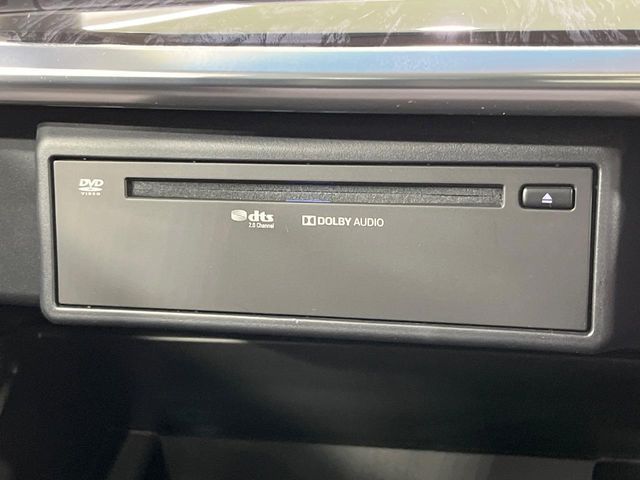 DVD
VIDEO
dts
2.0 Channel
DOLBY AUDIO